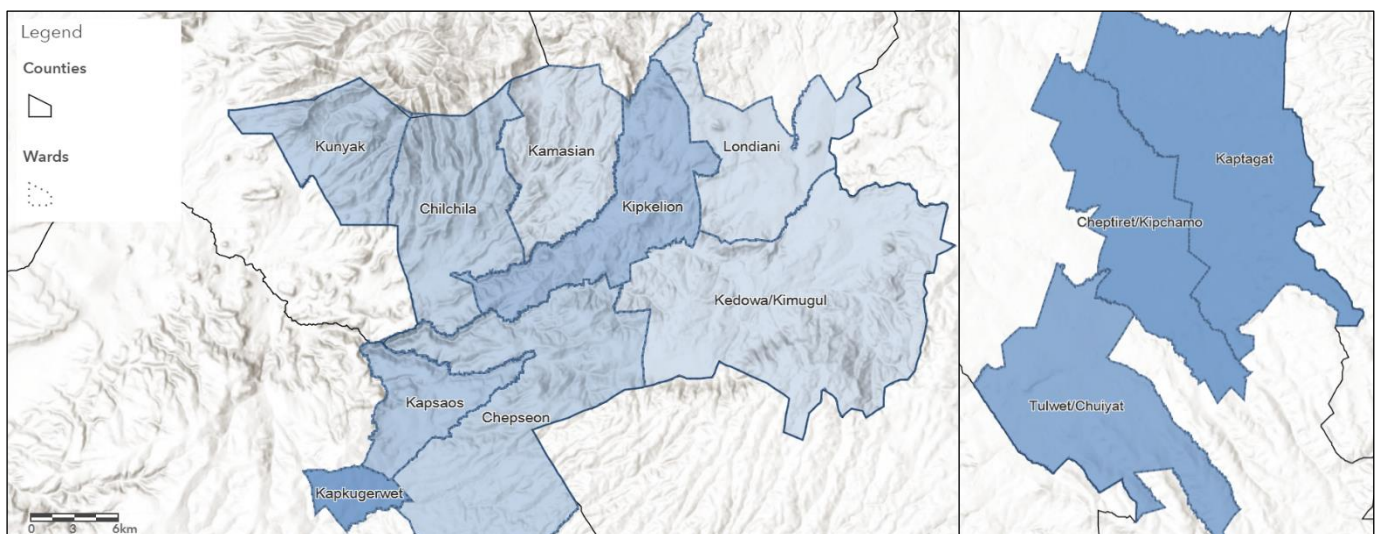 Legend
Counties
Wards
Kunyak
Kamasian
Londiani
Chilchila
Kipkelion
Kedowa/Kimugul
Kapsaos
Chepseon
Kapkugerwet
0 3 6km
Kaptagat
Cheptiret/Kipchamo
Tulwet/Chuiyat